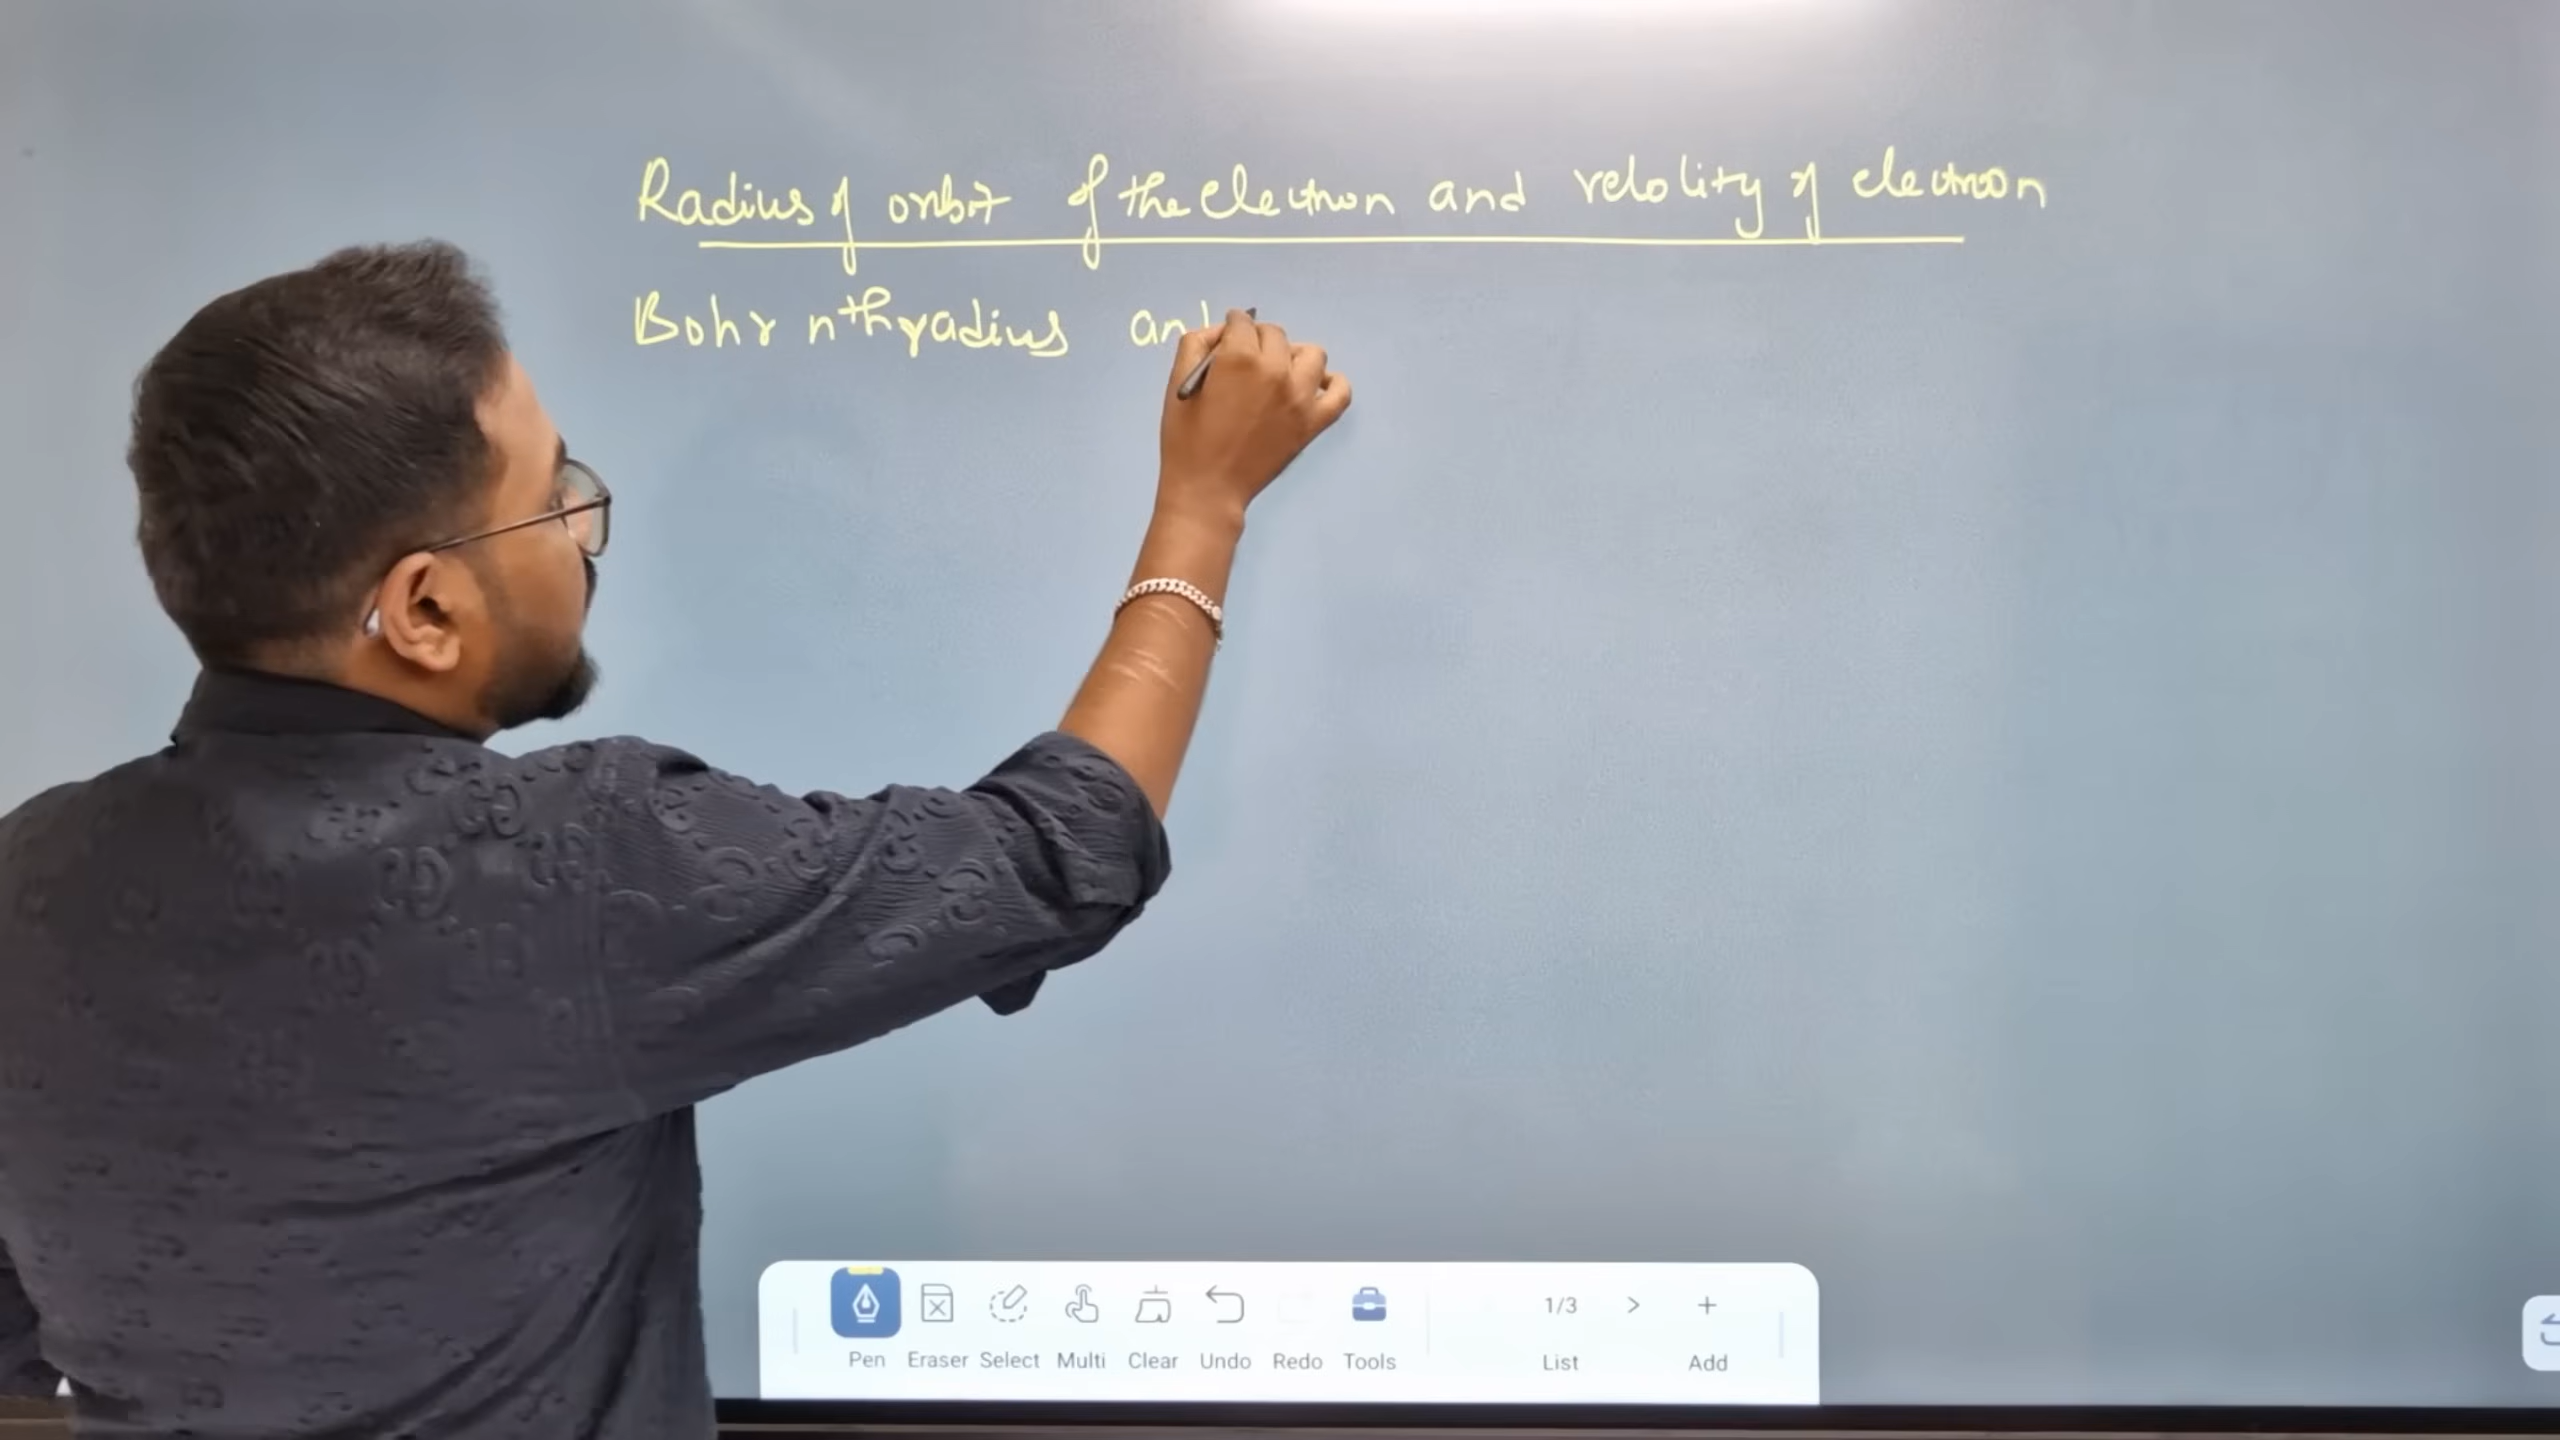 Radius of orbit of the electron and velocity of electron
Bohr nth radius and
Pen Eraser Select Multi Clear Undo Redo Tools 1/3 > List + Add